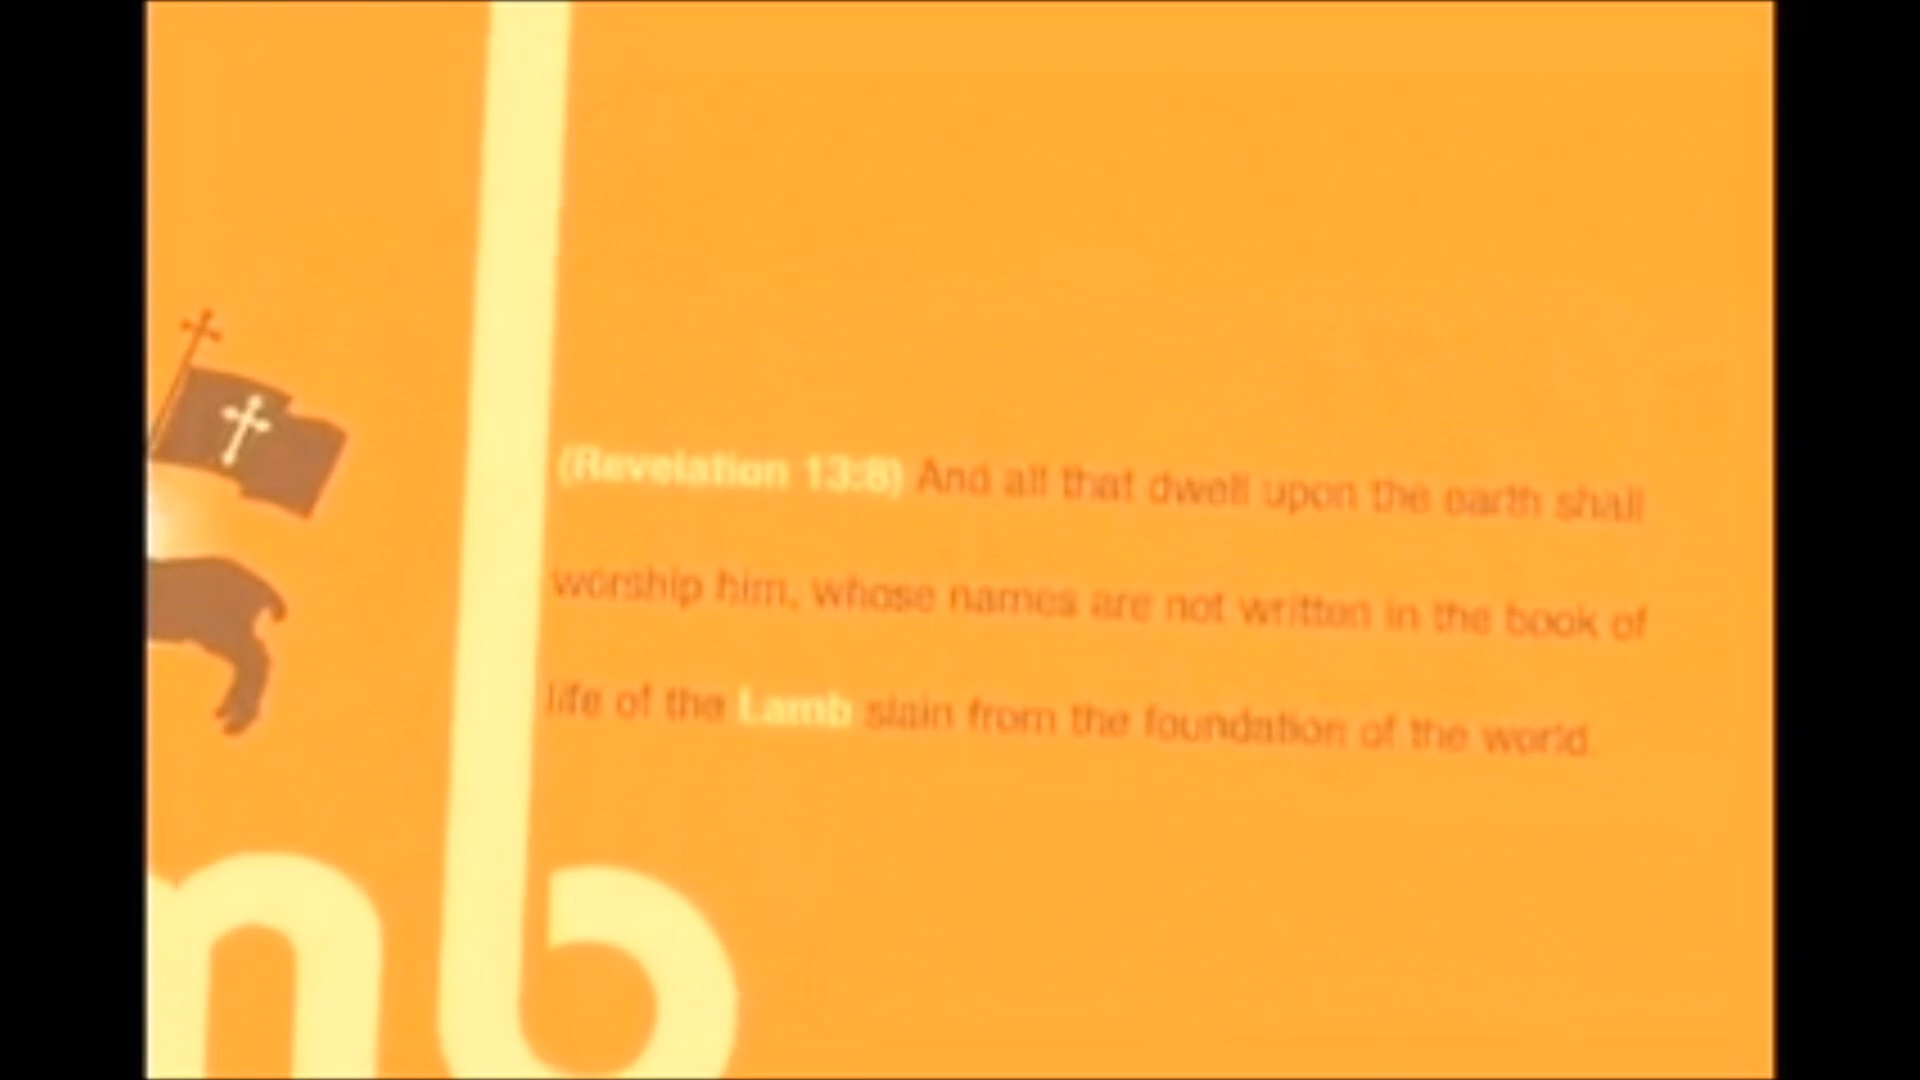 (Revelation 13:8) And all that dwell upon the earth shall
worship him, whose names are not written in the book of
life of the Lamb slain from the foundation of the world.
mb